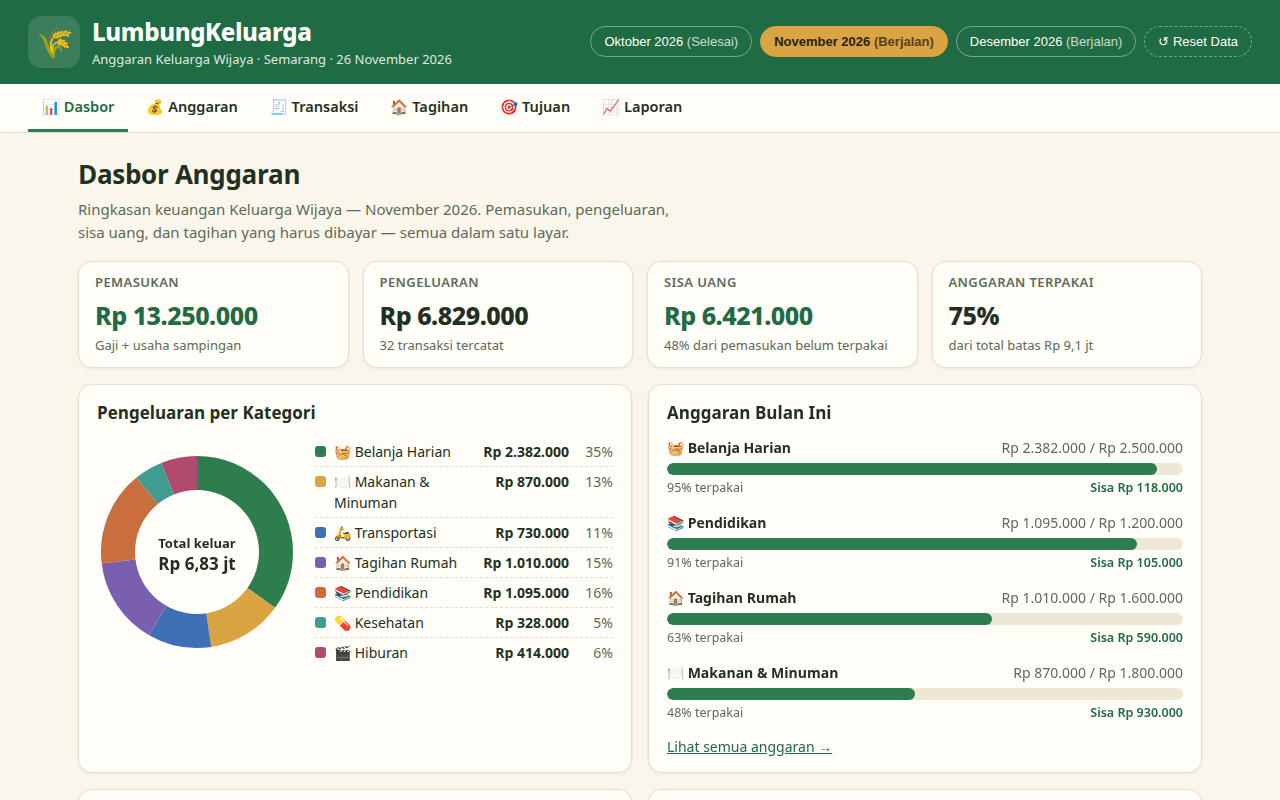 LumbungKeluarga
Anggaran Keluarga Wijaya · Semarang · 26 November 2026
Oktober 2026 (Selesai)
November 2026 (Berjalan)
Desember 2026 (Berjalan)
↺ Reset Data
Dasbor
Anggaran
Transaksi
Tagihan
Tujuan
Laporan
Dasbor Anggaran
Ringkasan keuangan Keluarga Wijaya — November 2026. Pemasukan, pengeluaran,
sisa uang, dan tagihan yang harus dibayar — semua dalam satu layar.
PEMASUKAN
Rp 13.250.000
Gaji + usaha sampingan
PENGELUARAN
Rp 6.829.000
32 transaksi tercatat
SISA UANG
Rp 6.421.000
48% dari pemasukan belum terpakai
ANGGARAN TERPAKAI
75%
dari total batas Rp 9,1 jt
Pengeluaran per Kategori
Total keluar
Rp 6,83 jt
Belanja Harian Rp 2.382.000 35%
Makanan & Minuman Rp 870.000 13%
Transportasi Rp 730.000 11%
Tagihan Rumah Rp 1.010.000 15%
Pendidikan Rp 1.095.000 16%
Kesehatan Rp 328.000 5%
Hiburan Rp 414.000 6%
Anggaran Bulan Ini
Belanja Harian Rp 2.382.000 / Rp 2.500.000
95% terpakai Sisa Rp 118.000
Pendidikan Rp 1.095.000 / Rp 1.200.000
91% terpakai Sisa Rp 105.000
Tagihan Rumah Rp 1.010.000 / Rp 1.600.000
63% terpakai Sisa Rp 590.000
Makanan & Minuman Rp 870.000 / Rp 1.800.000
48% terpakai Sisa Rp 930.000
Lihat semua anggaran →